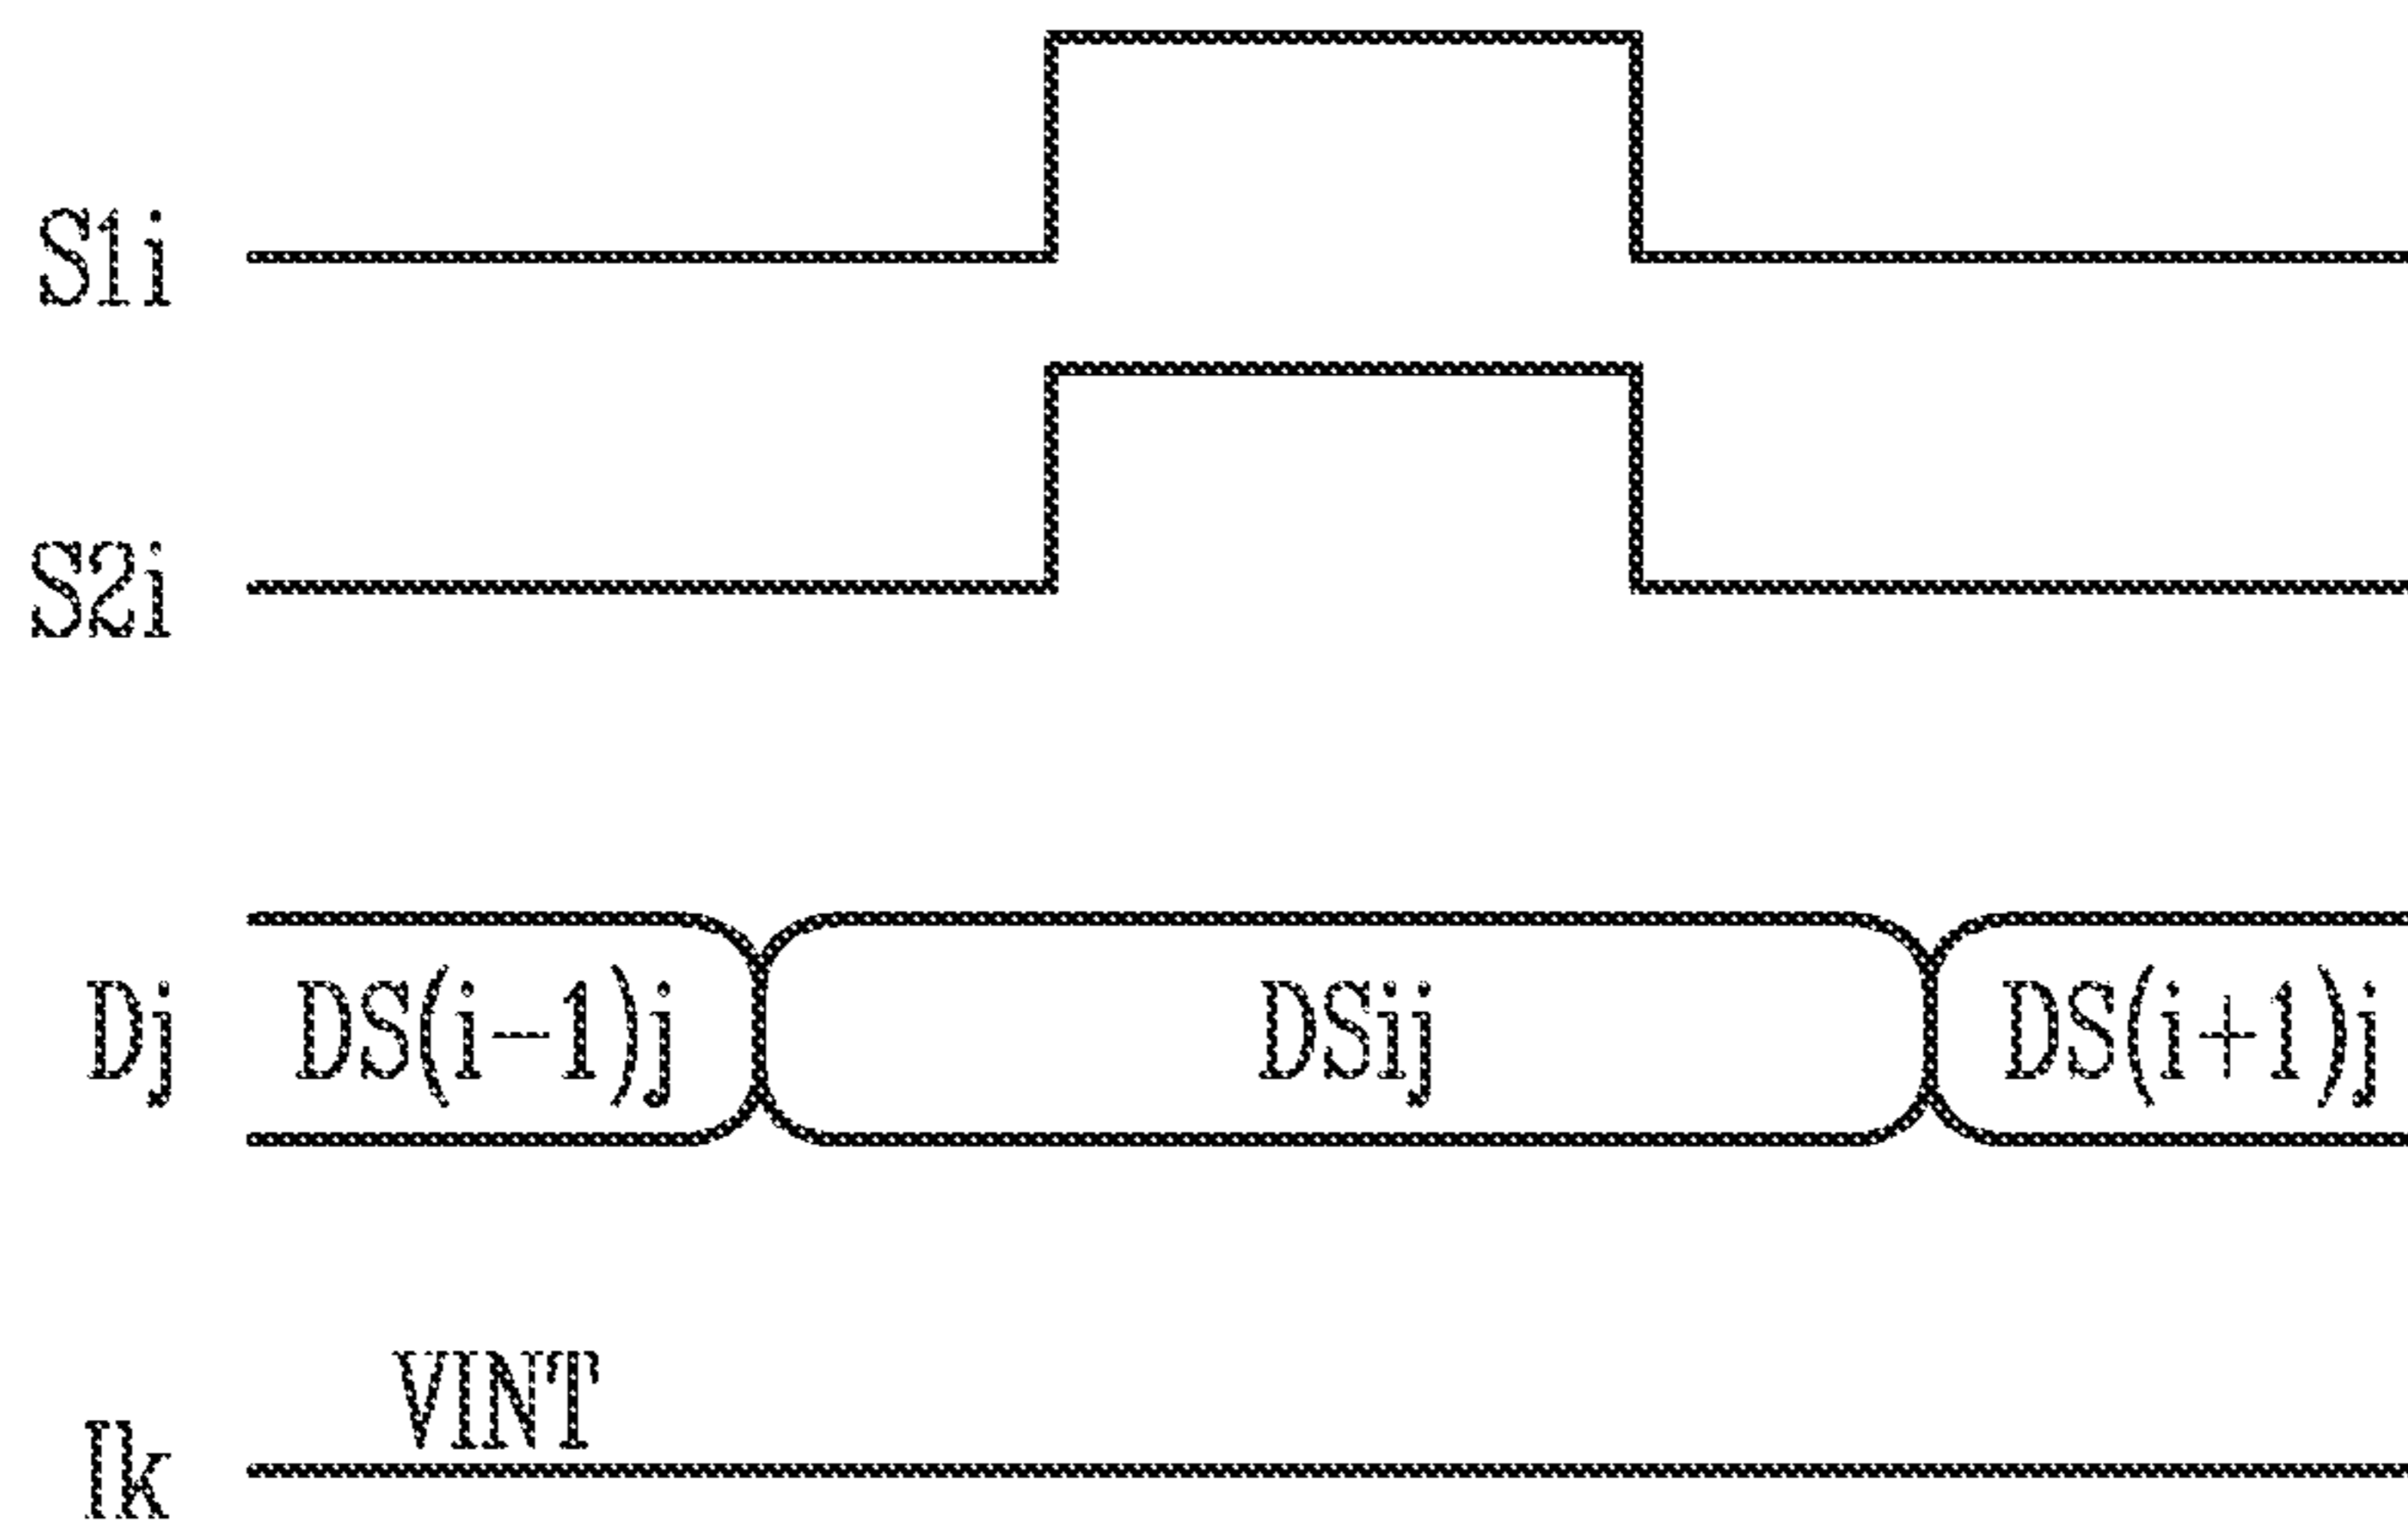 S1i
S2i
Dj DS(i-1)j DSij DS(i+1)j
VINT
Ik